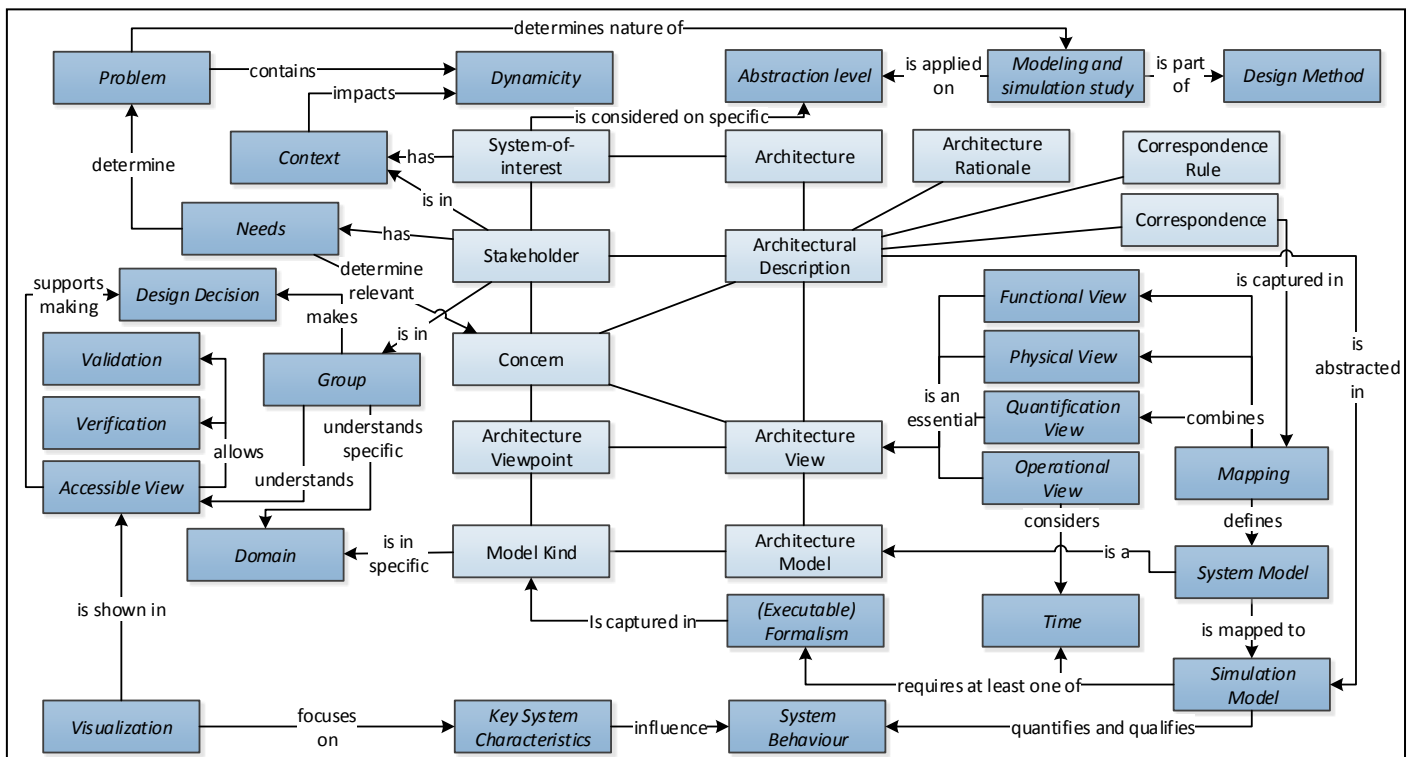 determines nature of
Problem
contains
Dynamicity
Abstraction level
is applied
on
Modeling and
simulation study
is part
of
Design Method
impacts
is considered on specific
determine
Context
has
System-of-
interest
Architecture
Architecture
Rationale
Correspondence
Rule
is in
Needs
has
Stakeholder
Architectural
Description
Correspondence
supports
making
Design Decision
determine
relevant
makes
is in
is captured in
Functional View
Validation
Group
Concern
Physical View
is
abstracted
in
is an
essential
Verification
understands
specific
Architecture
Viewpoint
Architecture
View
Quantification
View
combines
allows
Accessible View
understands
Operational
View
Mapping
considers
defines
Domain
is in
specific
Model Kind
Architecture
Model
is a
System Model
is shown in
Is captured in
(Executable)
Formalism
Time
is mapped to
requires at least one of
Simulation
Model
Visualization
focuses
on
Key System
Characteristics
influence
System
Behaviour
quantifies and qualifies